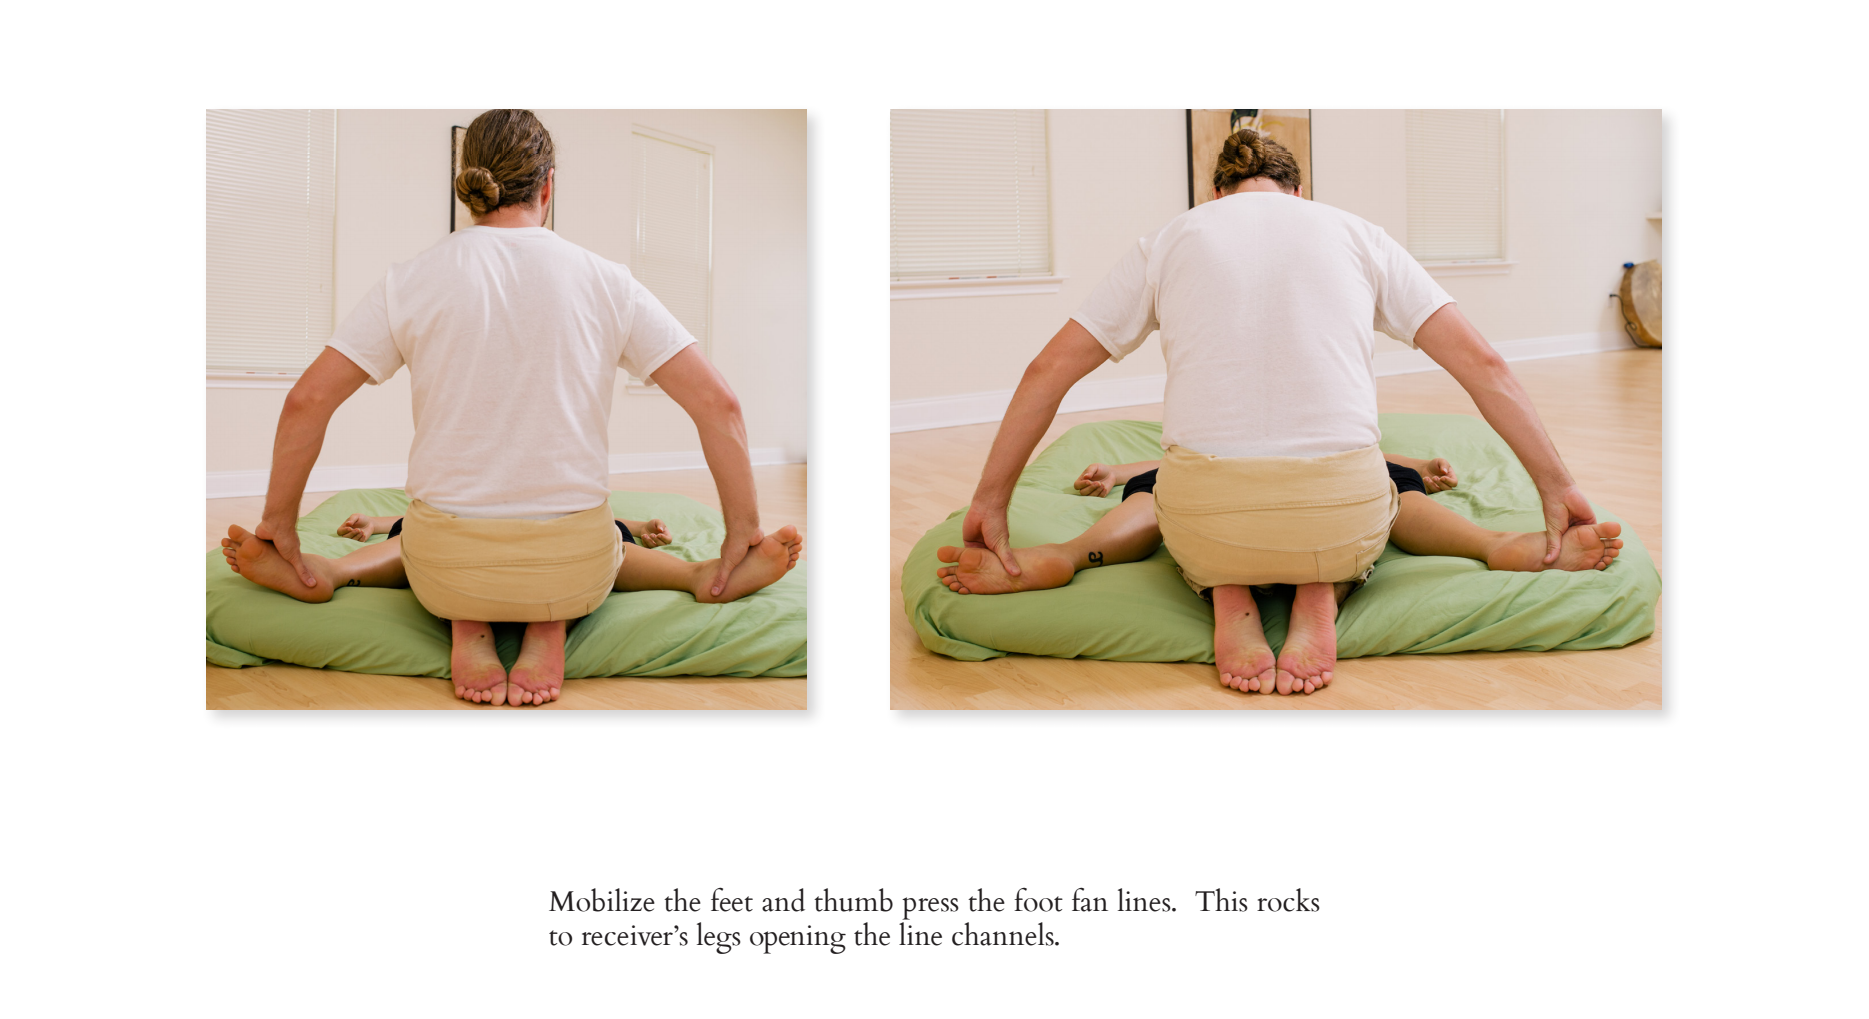 Mobilize the feet and thumb press the foot fan lines.  This rocks
to receiver’s legs opening the line channels.